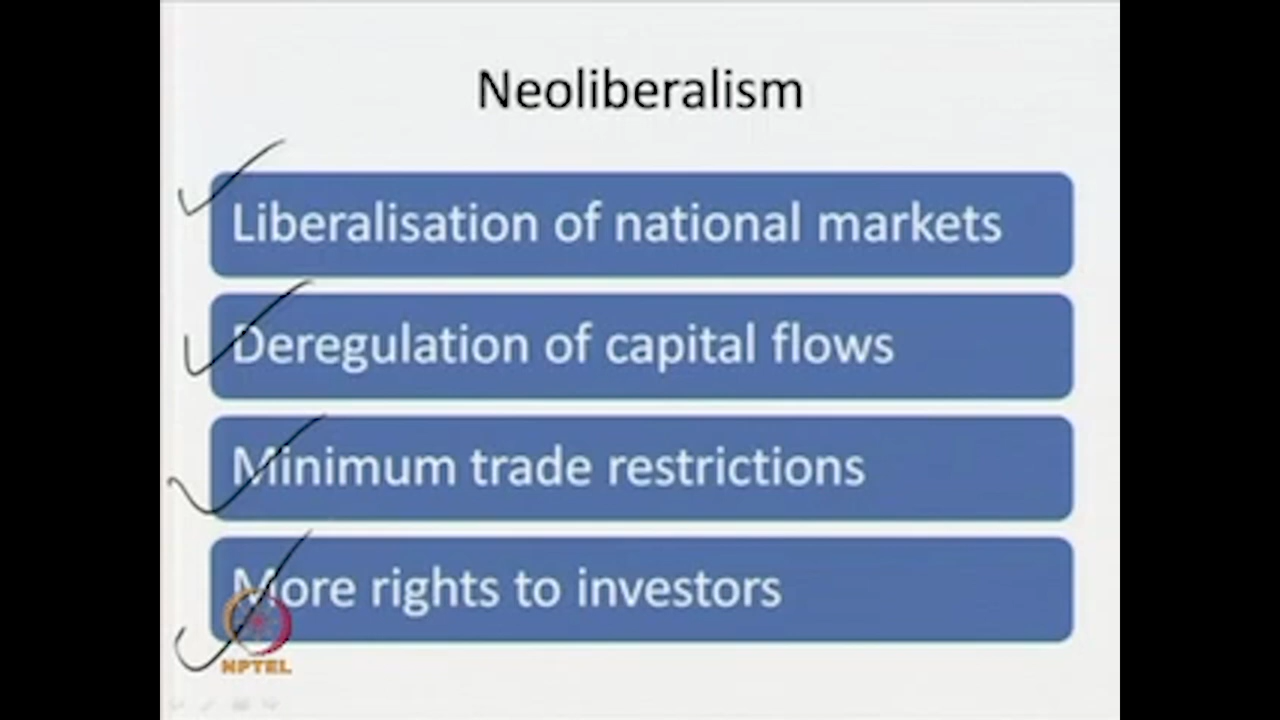 Neoliberalism
Liberalisation of national markets
Deregulation of capital flows
Minimum trade restrictions
More rights to investors
NPTEL